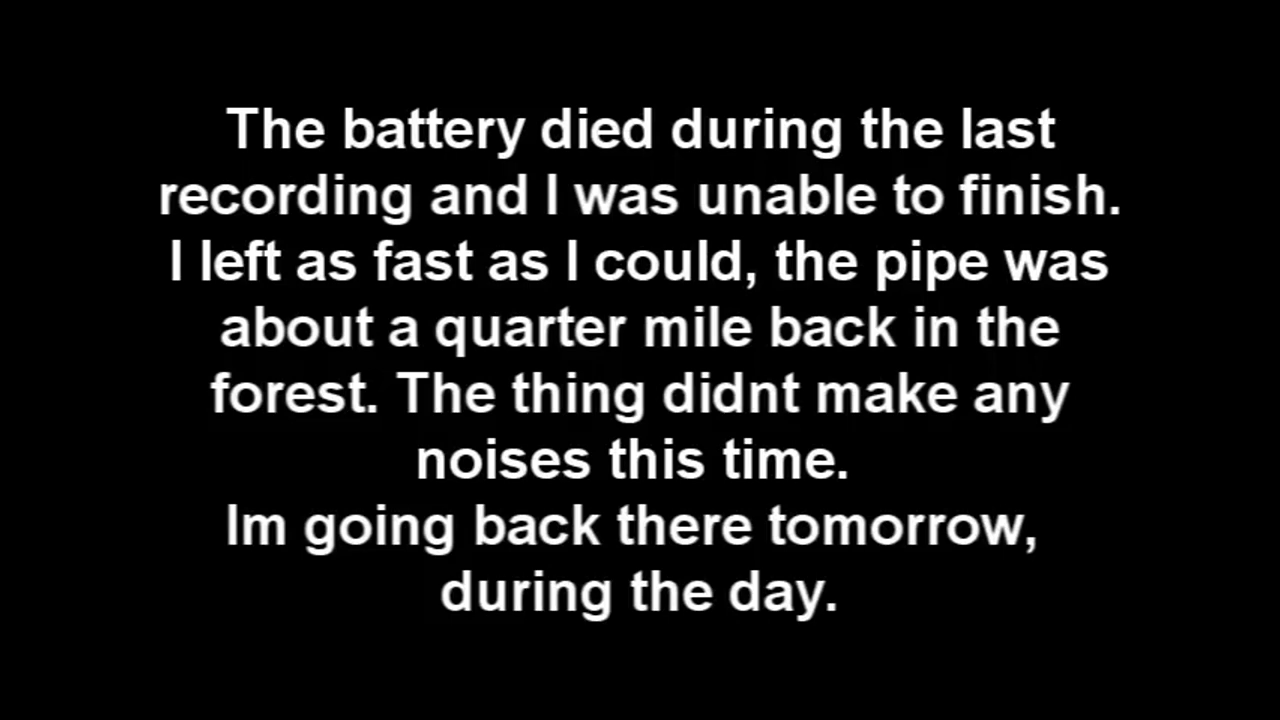 The battery died during the last
recording and I was unable to finish.
I left as fast as I could, the pipe was
about a quarter mile back in the
forest. The thing didnt make any
noises this time.
Im going back there tomorrow,
during the day.